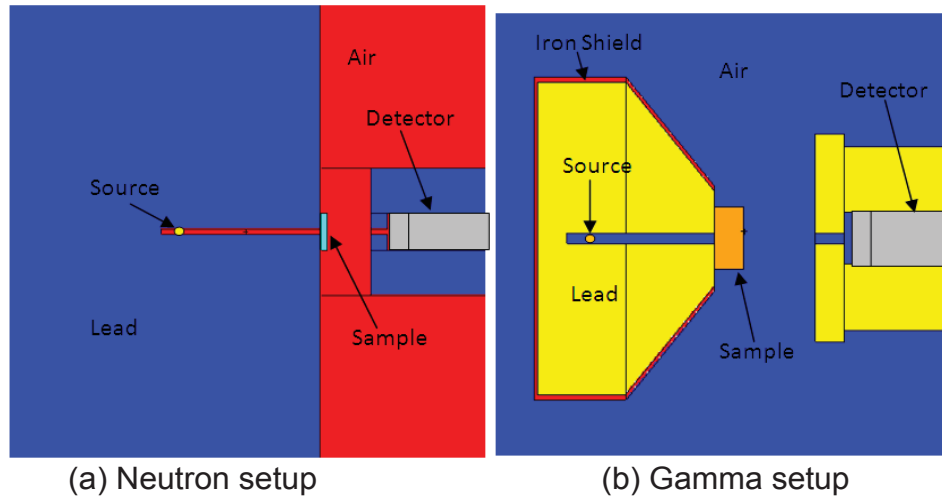 Air
Detector
Source
Lead
Sample
(a) Neutron setup
Iron Shield
Air
Detector
Source
Lead
Sample
(b) Gamma setup